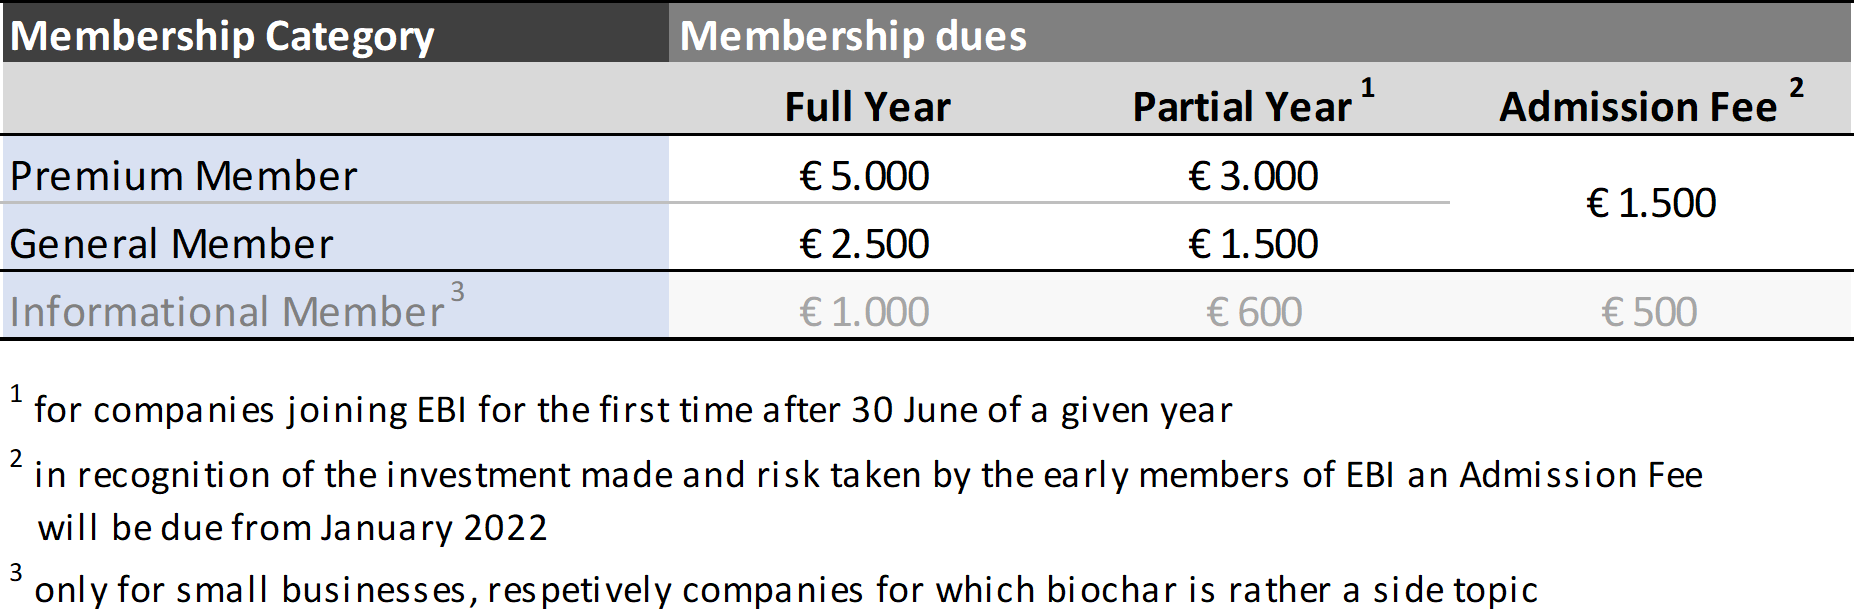 Membership Category Membership dues
Full Year Partial Year 1 Admission Fee 2
Premium Member € 5.000 € 3.000
€ 1.500
General Member € 2.500 € 1.500
Informational Member 3 € 1.000 € 600 € 500
1 for companies joining EBI for the first time after 30 June of a given year
2 in recognition of the investment made and risk taken by the early members of EBI an Admission Fee
will be due from January 2022
3 only for small businesses, respetively companies for which biochar is rather a side topic